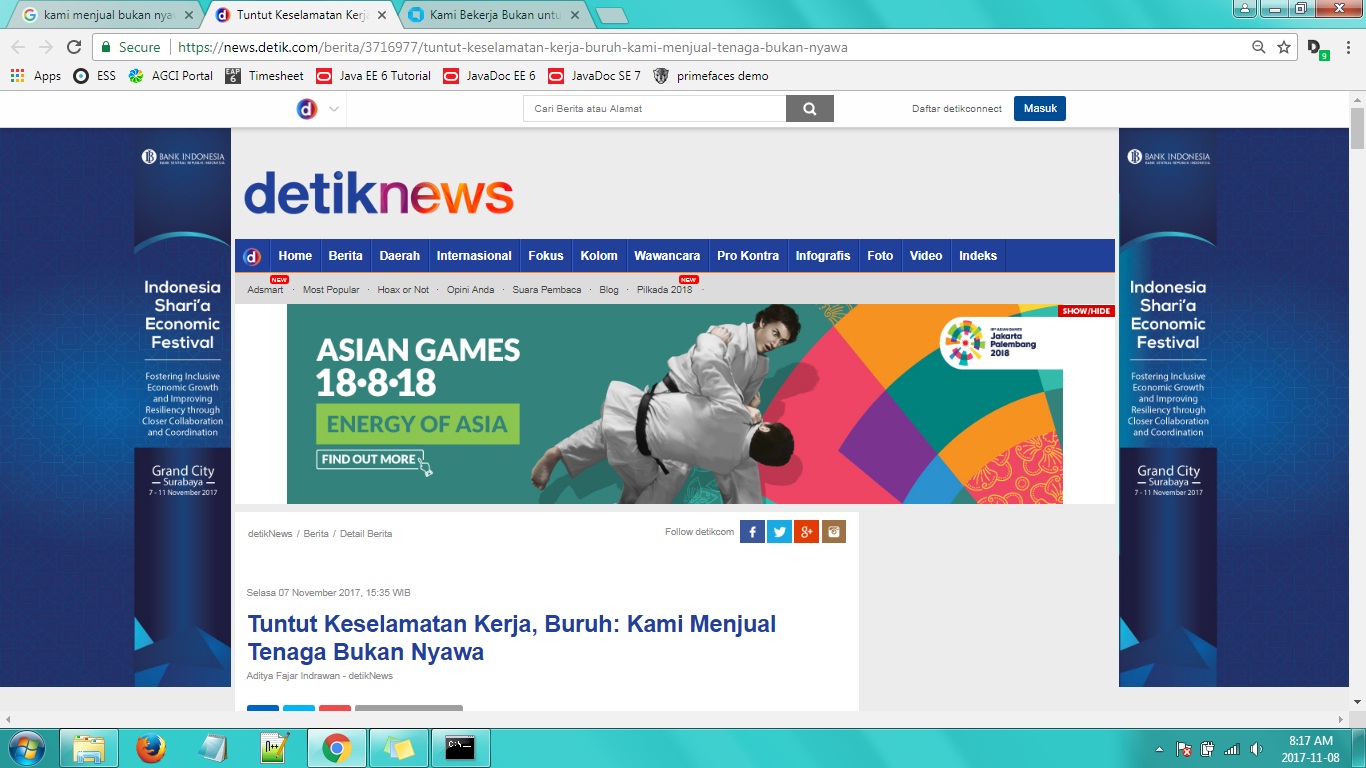 kami menjual bukan nya
Tuntut Keselamatan Kerja
Kami Bekerja Bukan untu
Secure https://news.detik.com/berita/3716977/tuntut-keselamatan-kerja-buruh-kami-menjual-tenaga-bukan-nyawa
Apps ESS AGCI Portal EAP 6 Timesheet Java EE 6 Tutorial JavaDoc EE 6 JavaDoc SE 7 primefaces demo
D 9
d Cari Berita atau Alamat Daftar detikconnect Masuk
BANK INDONESIA
Indonesia
Shari'a
Economic
Festival
Fostering Inclusive
Economic Growth
and Improving
Resiliency through
Closer Collaboration
and Coordination
Grand City
Surabaya
7 - 11 November 2017
detiknews
d Home Berita Daerah Internasional Fokus Kolom Wawancara Pro Kontra Infografis Foto Video Indeks
NEW NEW
Adsmart · Most Popular · Hoax or Not · Opini Anda · Suara Pembaca · Blog · Pilkada 2018 ·
SHOW/HIDE
ASIAN GAMES
18·8·18
ENERGY OF ASIA
FIND OUT MORE
18TH ASIAN GAMES
Jakarta
Palembang
2018
detikNews / Berita / Detail Berita
Follow detikcom f g+
Selasa 07 November 2017, 15:35 WIB
Tuntut Keselamatan Kerja, Buruh: Kami Menjual
Tenaga Bukan Nyawa
Aditya Fajar Indrawan - detikNews
BANK INDONESIA
Indonesia
Shari'a
Economic
Festival
Fostering Inclusive
Economic Growth
and Improving
Resiliency through
Closer Collaboration
and Coordination
Grand City
Surabaya
7 - 11 November 2017
8:17 AM
2017-11-08